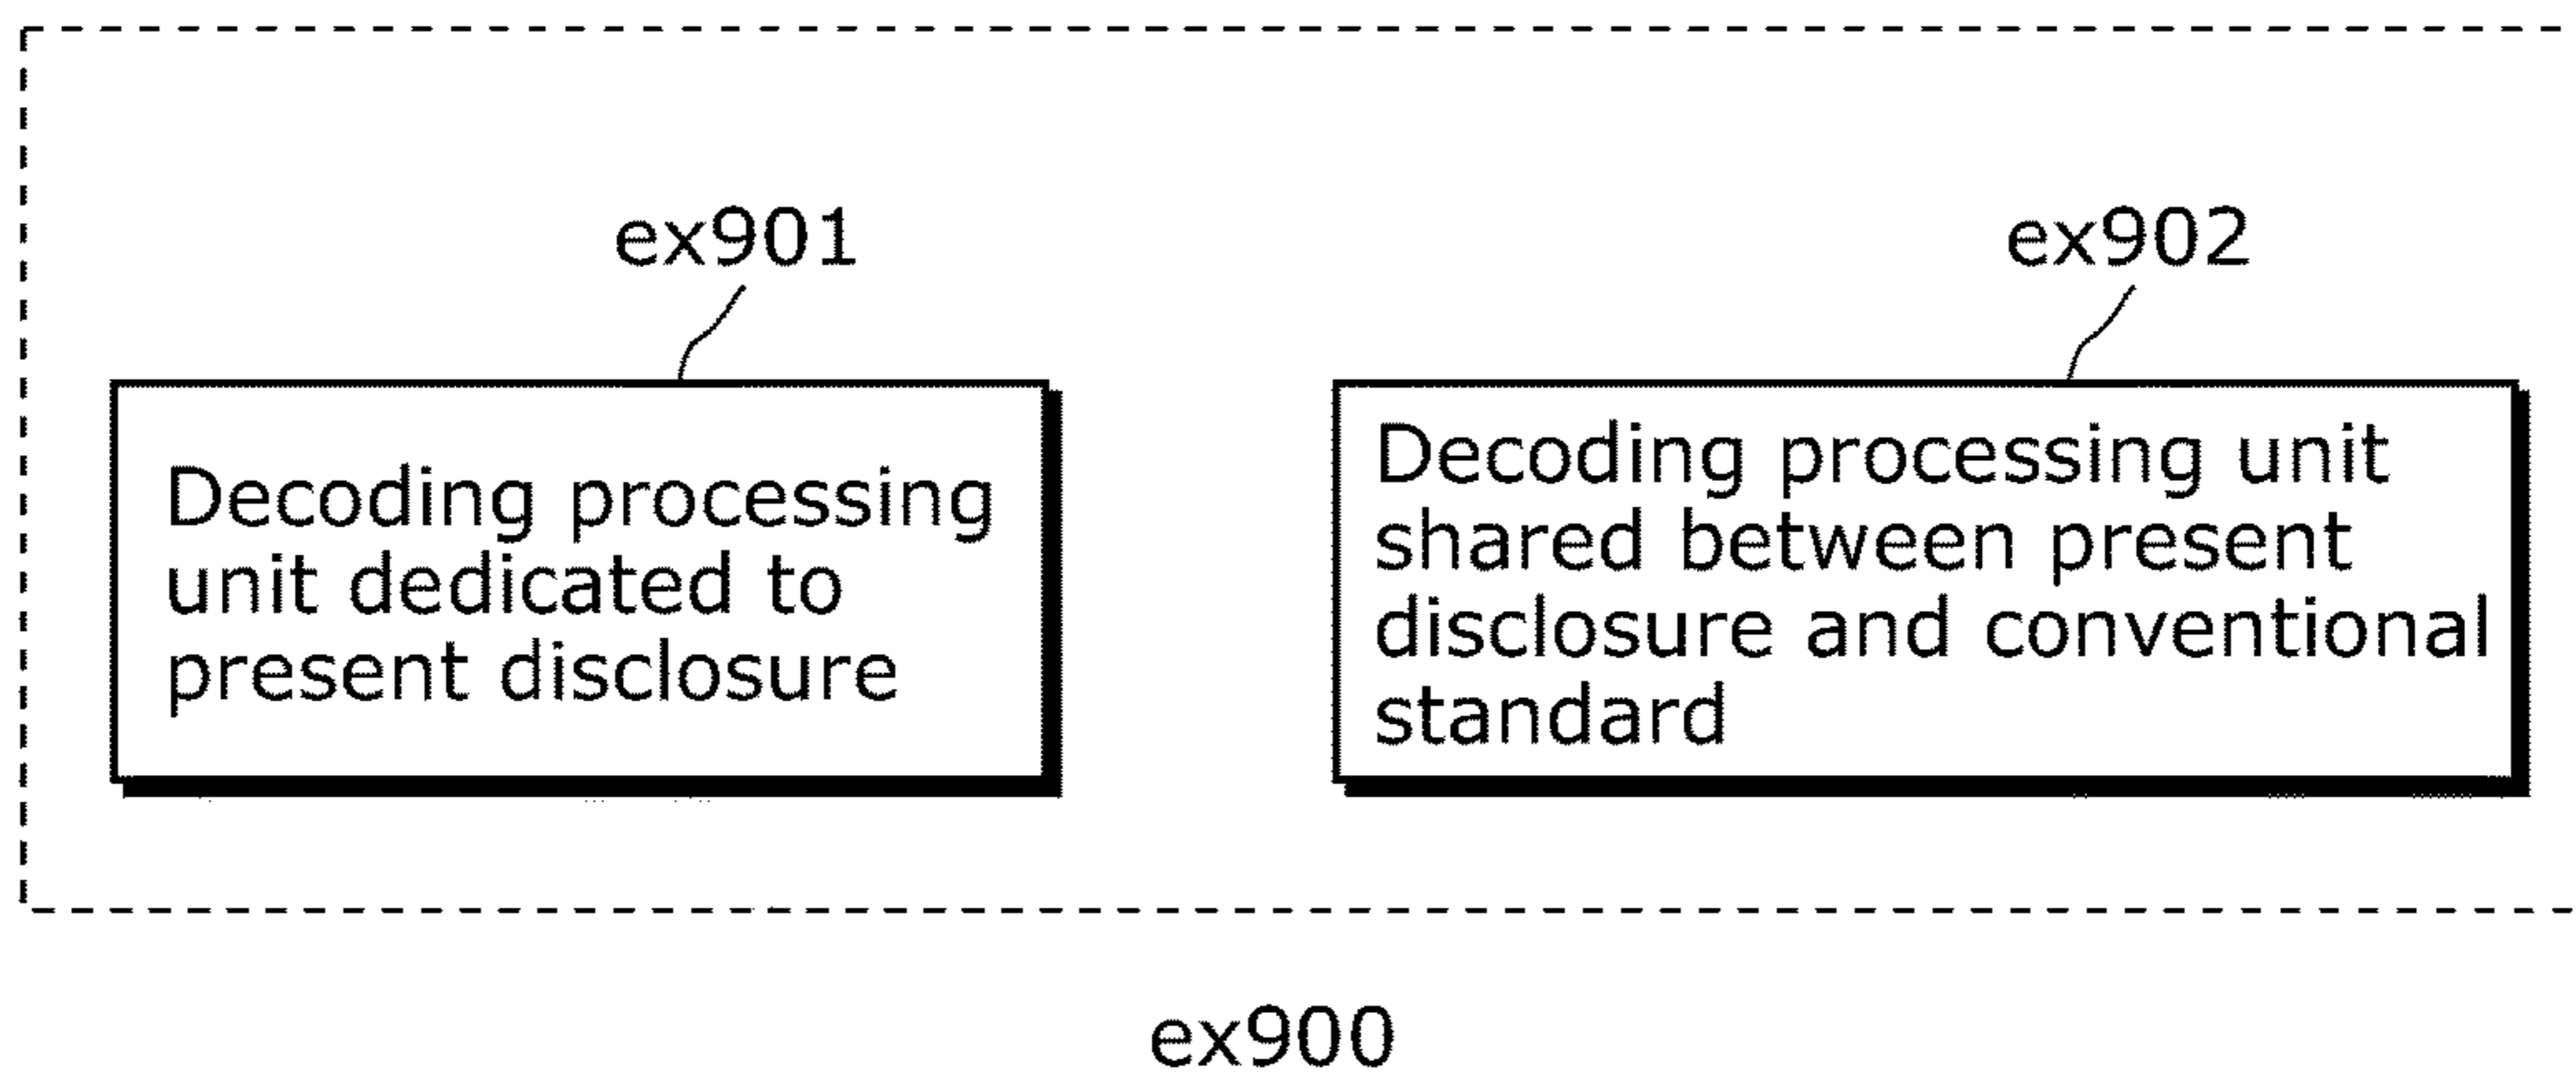 ex901
Decoding processing
unit dedicated to
present disclosure
ex902
Decoding processing unit
shared between present
disclosure and conventional
standard
ex900